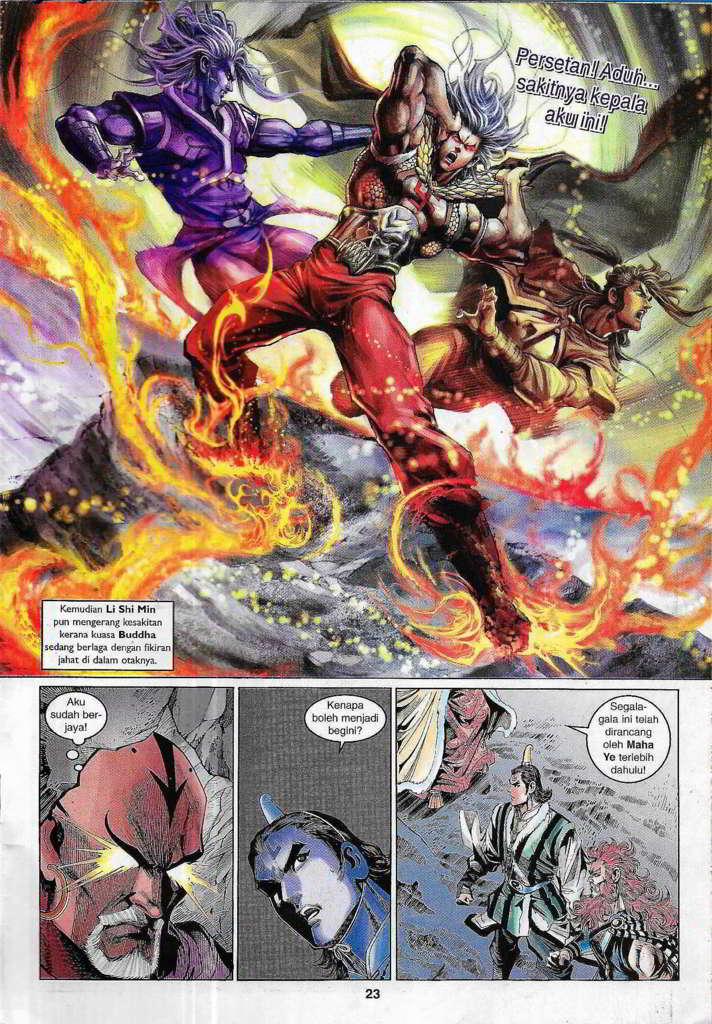 Persetan! Aduh...
sakitnya kepala
aku ini!
Kemudian Li Shi Min
pun mengerang kesakitan
kerana kuasa Buddha
sedang berlaga dengan fikiran
jahat di dalam otaknya.
Aku
sudah ber-
jaya!
Kenapa
boleh menjadi
begini?
Segala-
gala ini telah
dirancang
oleh Maha
Ye terlebih
dahulu!
23